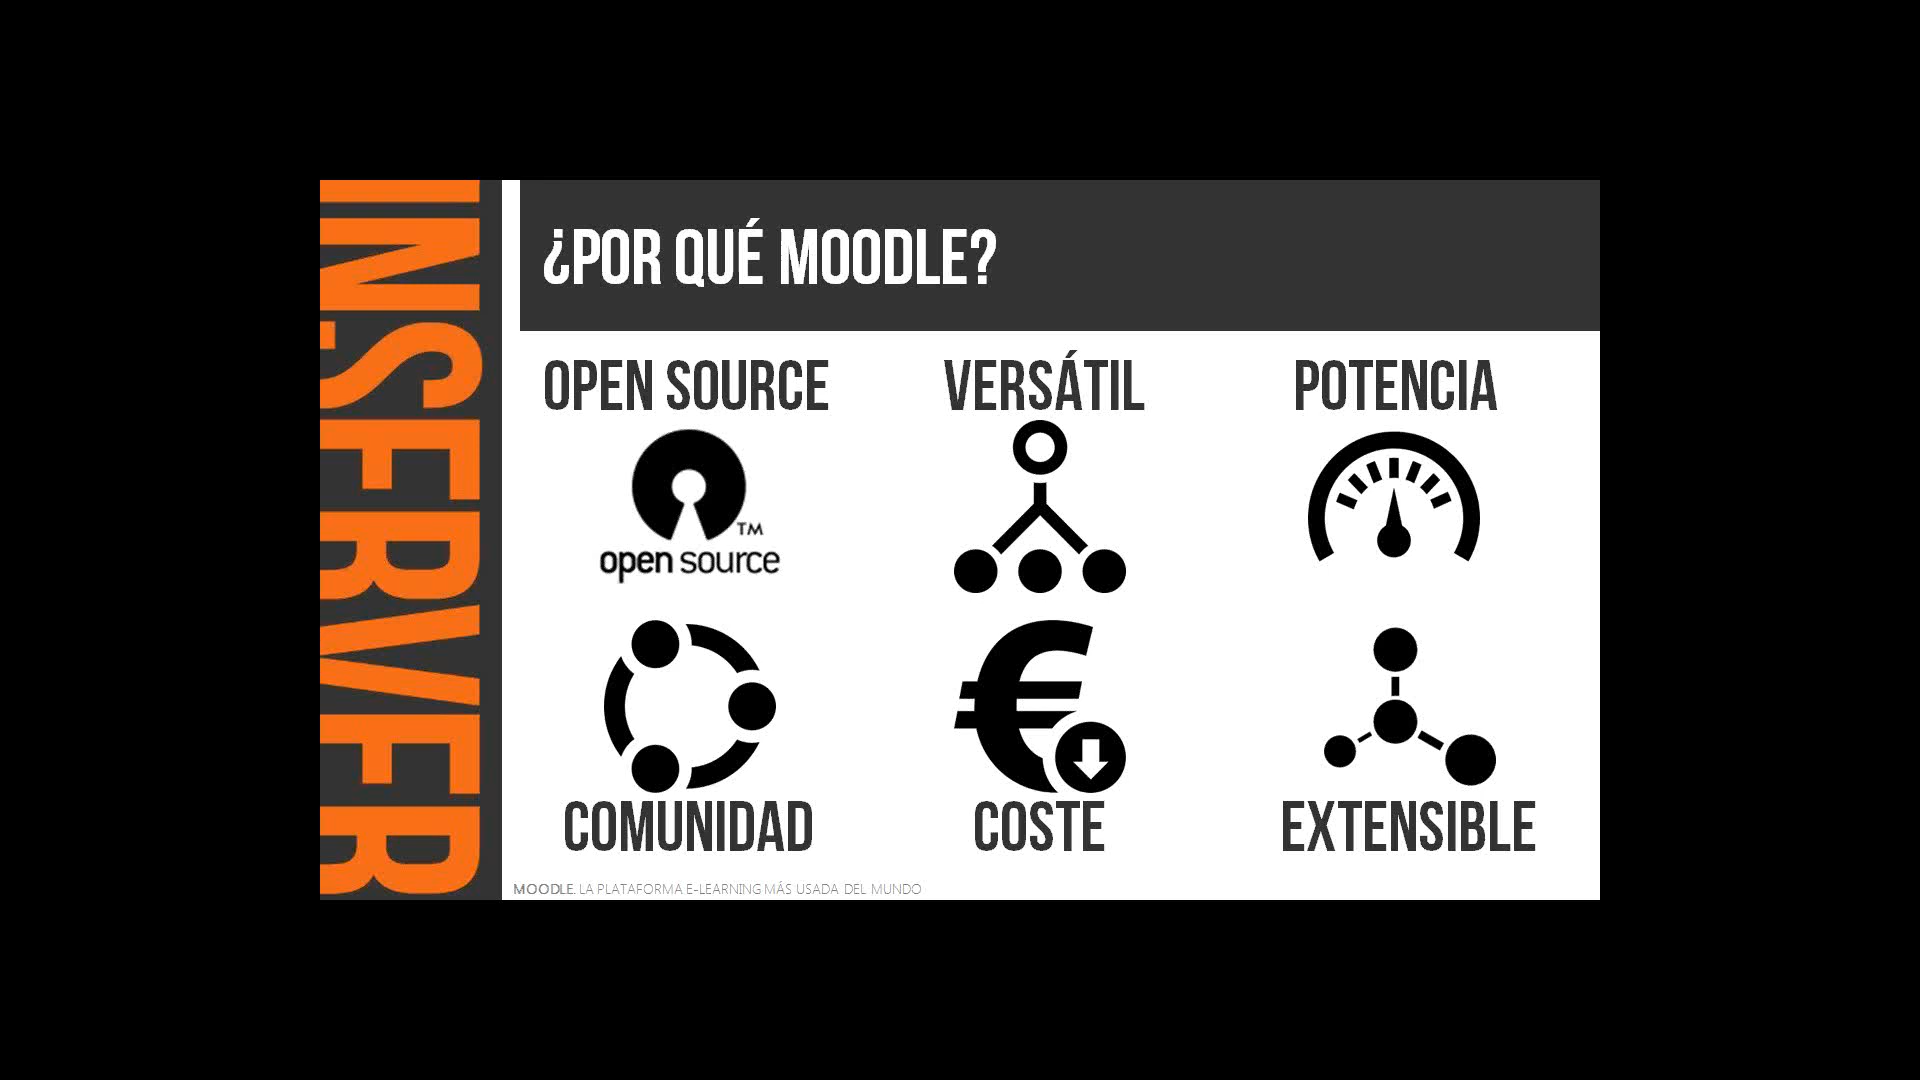 INSERVER
¿POR QUÉ MOODLE?
OPEN SOURCE
VERSÁTIL
POTENCIA
TM
open source
COMUNIDAD
COSTE
EXTENSIBLE
MOODLE. LA PLATAFORMA E-LEARNING MÁS USADA DEL MUNDO